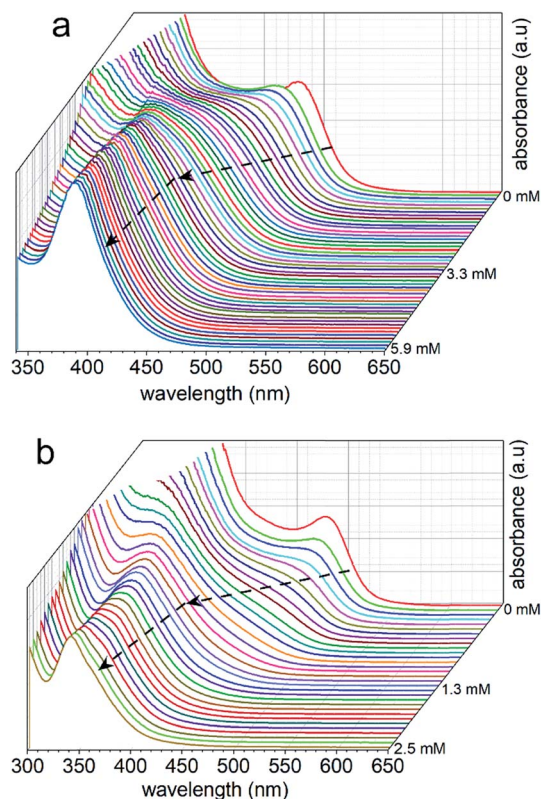 a
absorbance (a.u)
0 mM
3.3 mM
5.9 mM
350 400 450 500 550 600 650
wavelength (nm)
b
absorbance (a.u)
0 mM
1.3 mM
2.5 mM
300 350 400 450 500 550 600 650
wavelength (nm)